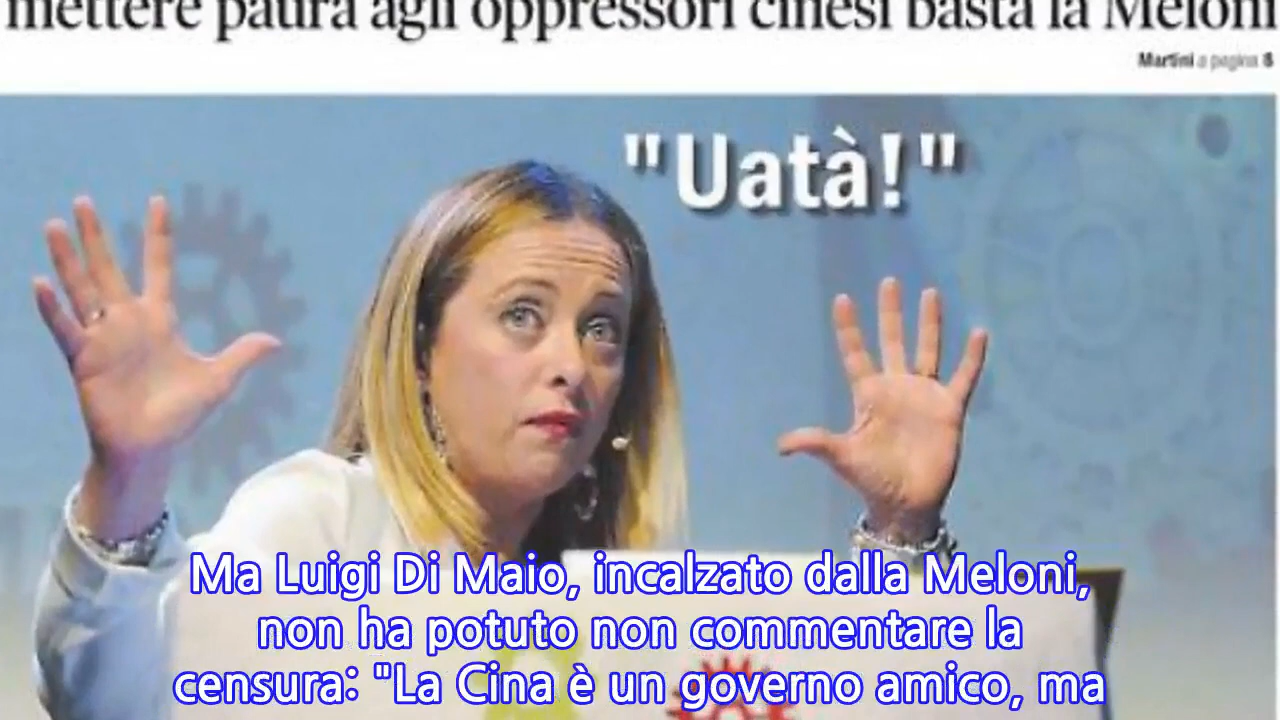 mettere paura agli oppressori cinesi basta la Meloni
Martini a pagina 8
"Uatà!"
Ma Luigi Di Maio, incalzato dalla Meloni,
non ha potuto non commentare la
censura: "La Cina è un governo amico, ma